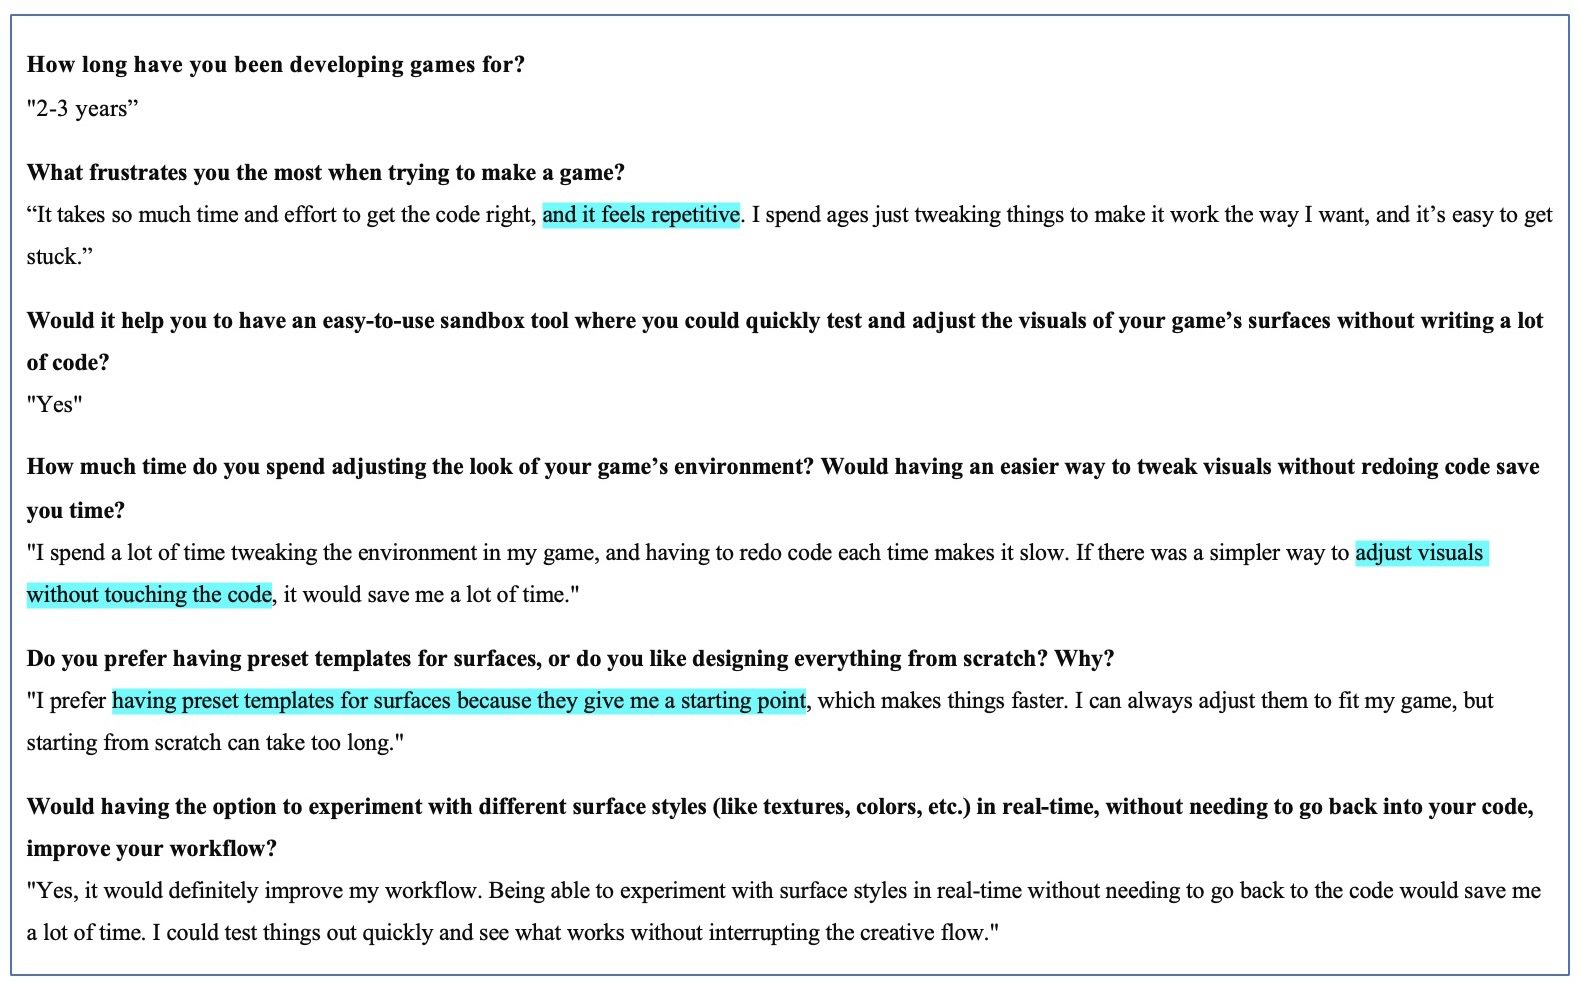 How long have you been developing games for?
"2-3 years”
What frustrates you the most when trying to make a game?
“It takes so much time and effort to get the code right, and it feels repetitive. I spend ages just tweaking things to make it work the way I want, and it’s easy to get
stuck.”
Would it help you to have an easy-to-use sandbox tool where you could quickly test and adjust the visuals of your game’s surfaces without writing a lot
of code?
"Yes"
How much time do you spend adjusting the look of your game’s environment? Would having an easier way to tweak visuals without redoing code save
you time?
"I spend a lot of time tweaking the environment in my game, and having to redo code each time makes it slow. If there was a simpler way to adjust visuals
without touching the code, it would save me a lot of time."
Do you prefer having preset templates for surfaces, or do you like designing everything from scratch? Why?
"I prefer having preset templates for surfaces because they give me a starting point, which makes things faster. I can always adjust them to fit my game, but
starting from scratch can take too long."
Would having the option to experiment with different surface styles (like textures, colors, etc.) in real-time, without needing to go back into your code,
improve your workflow?
"Yes, it would definitely improve my workflow. Being able to experiment with surface styles in real-time without needing to go back to the code would save me
a lot of time. I could test things out quickly and see what works without interrupting the creative flow."